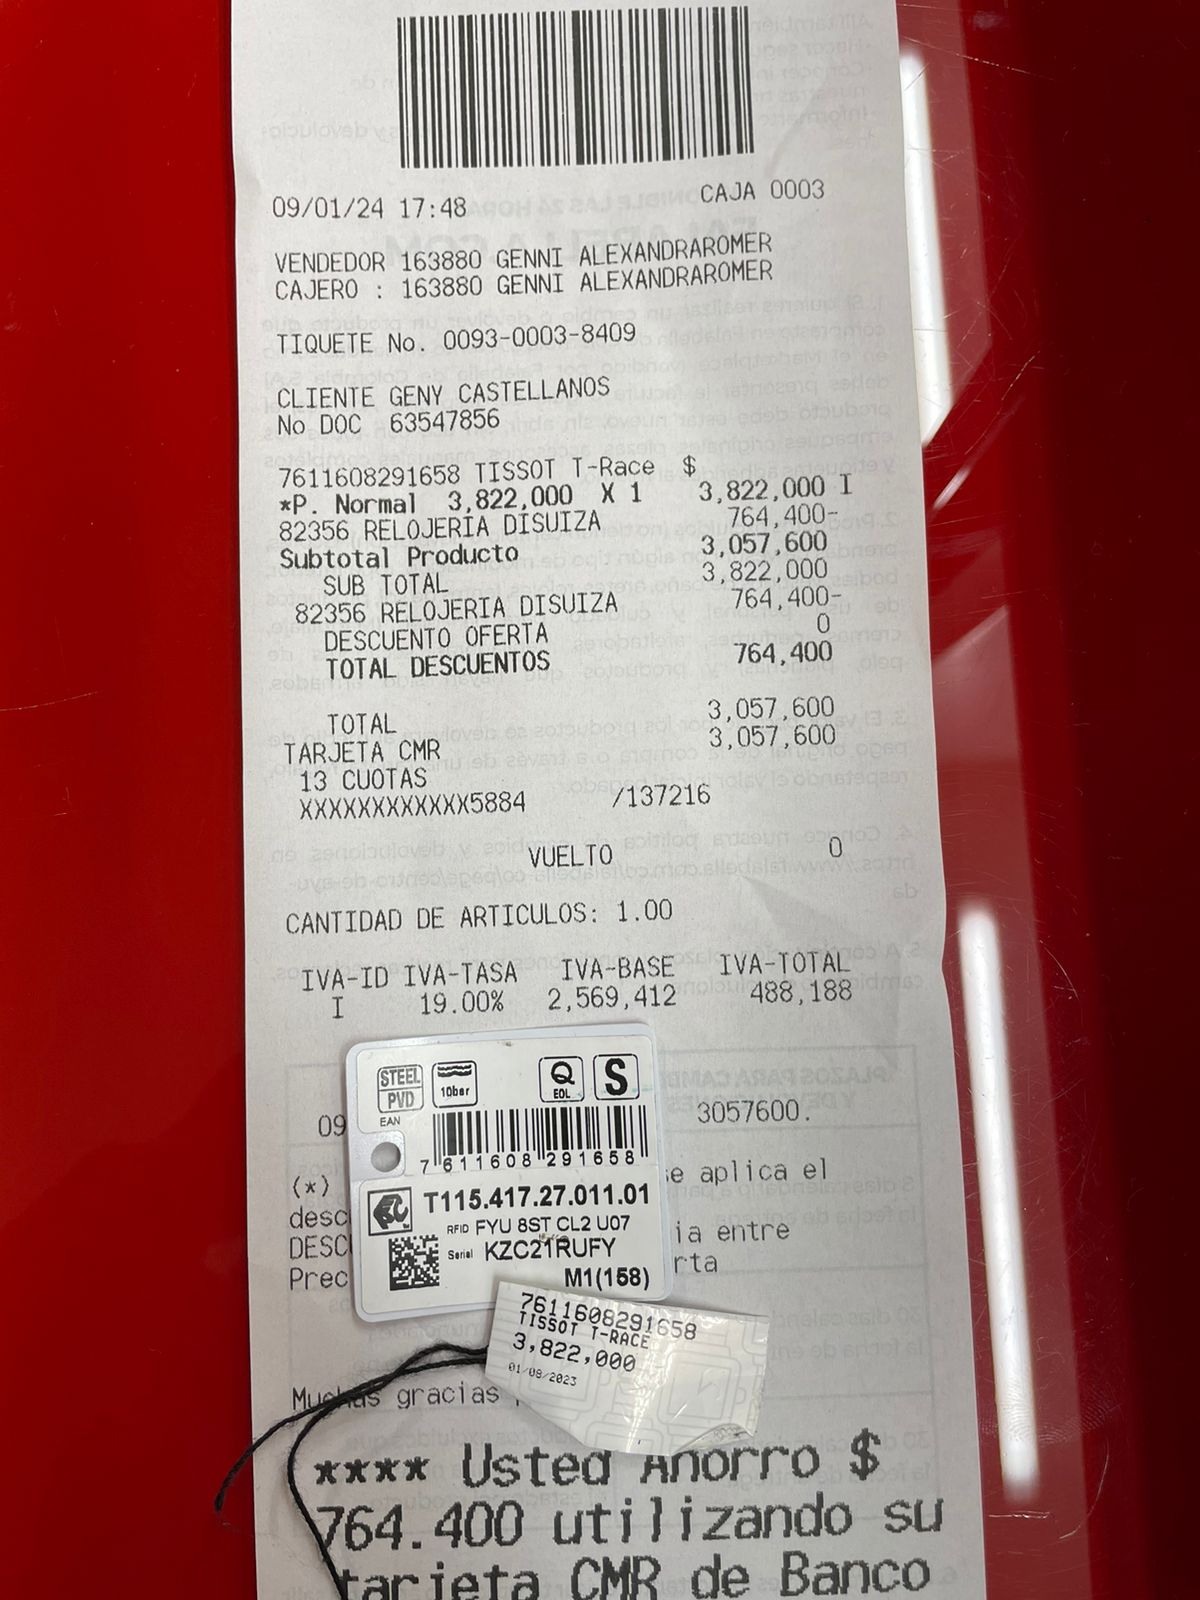 09/01/24 17:48 CAJA 0003
VENDEDOR 163880 GENNI ALEXANDRAROMER
CAJERO : 163880 GENNI ALEXANDRAROMER
TIQUETE No. 0093-0003-8409
CLIENTE GENY CASTELLANOS
No DOC 63547856
7611608291658 TISSOT T-Race $
*P. Normal 3,822,000 X 1 3,822,000 I
82356 RELOJERIA DISUIZA 764,400-
Subtotal Producto 3,057,600
SUB TOTAL 3,822,000
82356 RELOJERIA DISUIZA 764,400-
DESCUENTO OFERTA 0
TOTAL DESCUENTOS 764,400
TOTAL 3,057,600
TARJETA CMR 3,057,600
13 CUOTAS
XXXXXXXXXXXX5884 /137216
VUELTO 0
CANTIDAD DE ARTICULOS: 1.00
IVA-ID IVA-TASA IVA-BASE IVA-TOTAL
I 19.00% 2,569,412 488,188
STEEL
PVD
10bar
Q
EOL
S
EAN
7 611608 291658
09 3057600.
(*) se aplica el
desc
DESC ia entre
Prec rta
T115.417.27.011.01
RFID FYU 8ST CL2 U07
Serial KZC21RUFY
M1(158)
7611608291658
TISSOT T-RACE
3,822,000
01/08/2023
Muchas gracias
**** Usted Ahorro $
764.400 utilizando su
tarjeta CMR de Banco